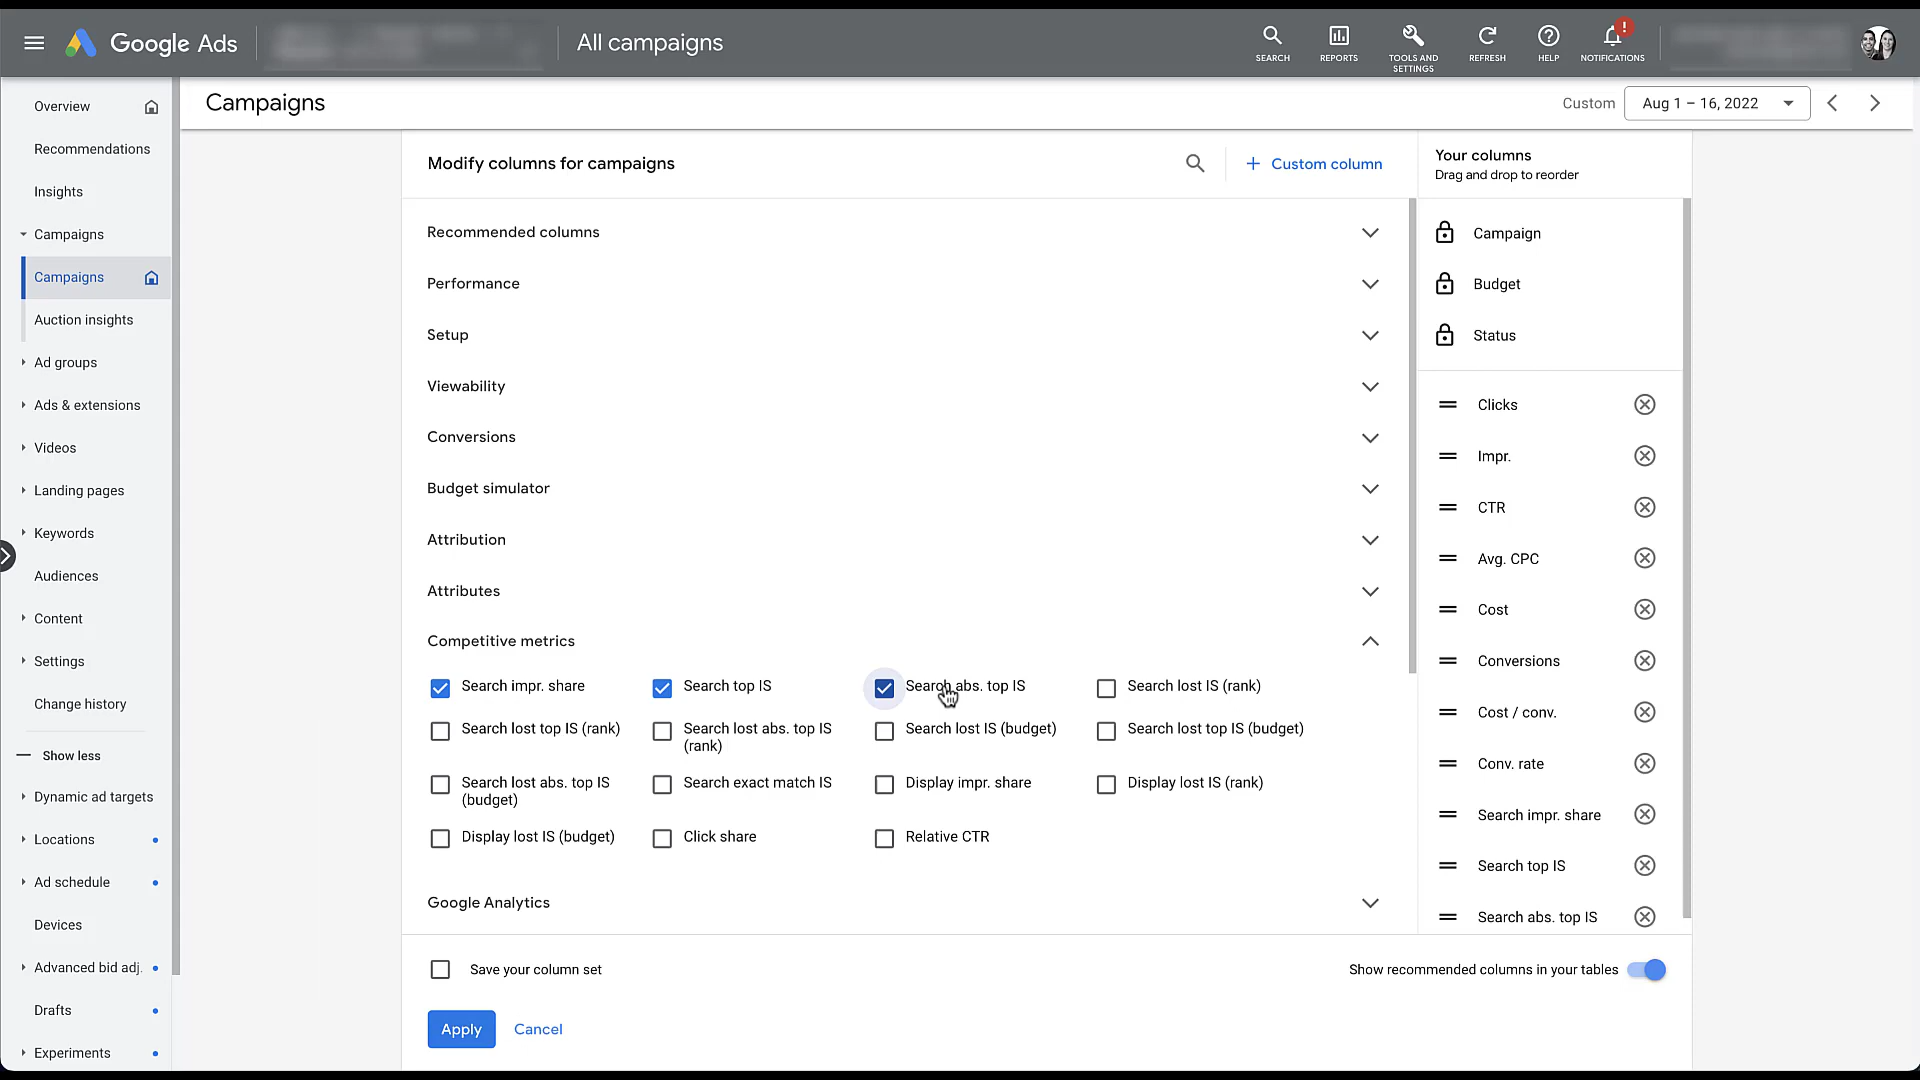 Google Ads
All campaigns
SEARCH
REPORTS
TOOLS AND
SETTINGS
REFRESH
HELP
!
NOTIFICATIONS
Overview
Recommendations
Insights
Campaigns
Campaigns
Auction insights
Ad groups
Ads & extensions
Videos
Landing pages
Keywords
Audiences
Content
Settings
Change history
Show less
Dynamic ad targets
Locations
Ad schedule
Devices
Advanced bid adj.
Drafts
Experiments
Campaigns
Custom
Aug 1 – 16, 2022
Modify columns for campaigns
+ Custom column
Recommended columns
Performance
Setup
Viewability
Conversions
Budget simulator
Attribution
Attributes
Competitive metrics
Search impr. share
Search top IS
Search abs. top IS
Search lost IS (rank)
Search lost top IS (rank)
Search lost abs. top IS
(rank)
Search lost IS (budget)
Search lost top IS (budget)
Search lost abs. top IS
(budget)
Search exact match IS
Display impr. share
Display lost IS (rank)
Display lost IS (budget)
Click share
Relative CTR
Google Analytics
Your columns
Drag and drop to reorder
Campaign
Budget
Status
Clicks
Impr.
CTR
Avg. CPC
Cost
Conversions
Cost / conv.
Conv. rate
Search impr. share
Search top IS
Search abs. top IS
Save your column set
Show recommended columns in your tables
Apply
Cancel